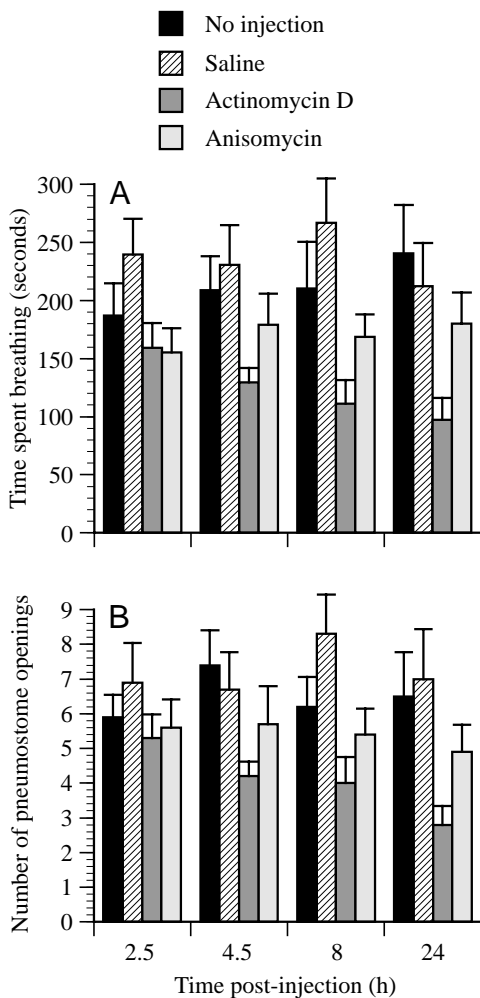 No injection
Saline
Actinomycin D
Anisomycin
A
Time spent breathing (seconds)
300
250
200
150
100
50
0
B
Number of pneumostome openings
9
8
7
6
5
4
3
2
1
0
2.5 4.5 8 24
Time post-injection (h)